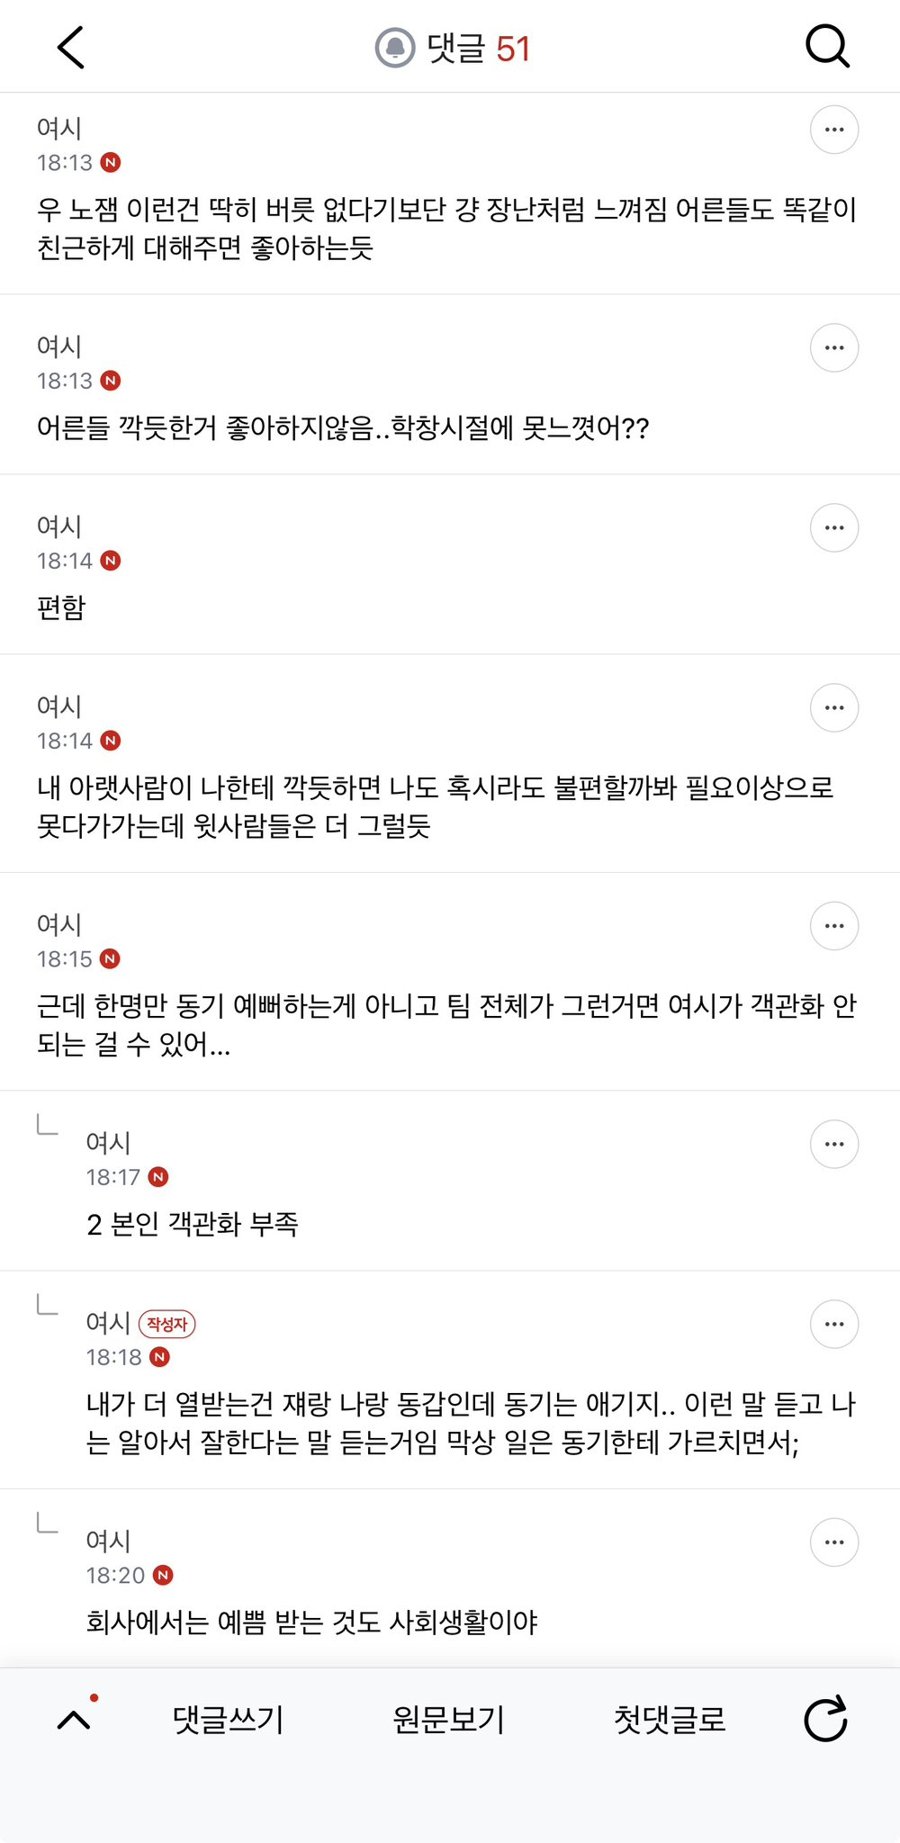 댓글 51
여시
18:13 N
우 노잼 이런건 딱히 버릇 없다기보단 걍 장난처럼 느껴짐 어른들도 똑같이
친근하게 대해주면 좋아하는듯
여시
18:13 N
어른들 깍듯한거 좋아하지않음..학창시절에 못느꼇어??
여시
18:14 N
편함
여시
18:14 N
내 아랫사람이 나한테 깍듯하면 나도 혹시라도 불편할까봐 필요이상으로
못다가가는데 윗사람들은 더 그럴듯
여시
18:15 N
근데 한명만 동기 예뻐하는게 아니고 팀 전체가 그런거면 여시가 객관화 안
되는 걸 수 있어...
여시
18:17 N
2 본인 객관화 부족
여시 작성자
18:18 N
내가 더 열받는건 쟤랑 나랑 동갑인데 동기는 애기지.. 이런 말 듣고 나
는 알아서 잘한다는 말 듣는거임 막상 일은 동기한테 가르치면서;
여시
18:20 N
회사에서는 예쁨 받는 것도 사회생활이야
댓글쓰기 원문보기 첫댓글로